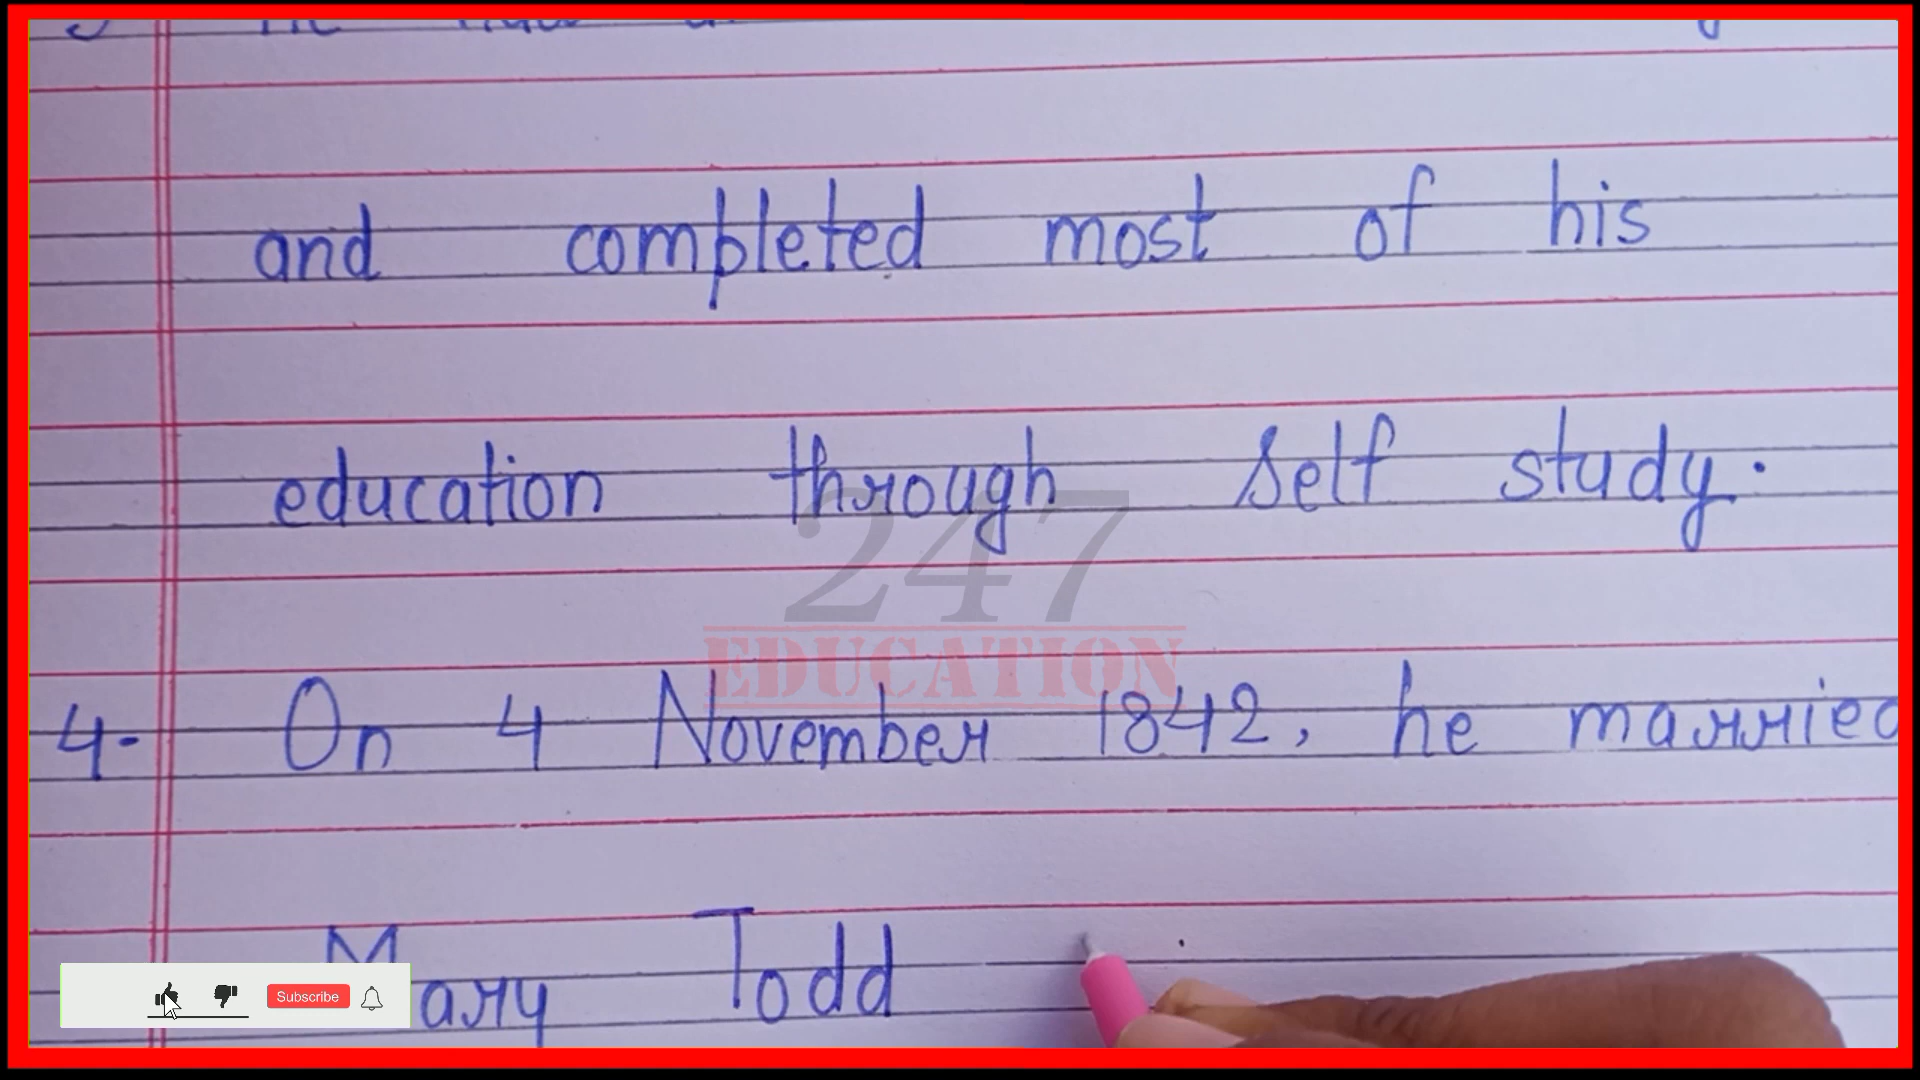 and completed most of his
education through self study.
247
EDUCATION
4. On 4 November 1842, he married
Mary Todd
Subscribe